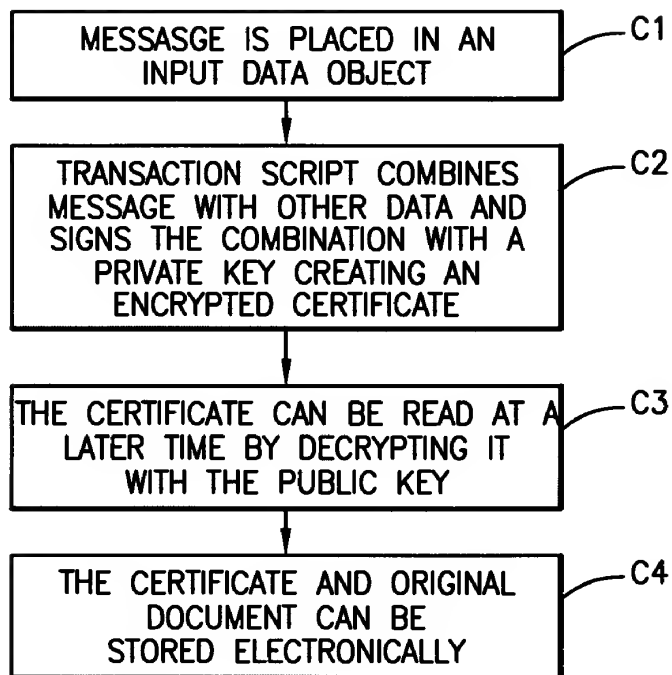 MESSASGE IS PLACED IN AN
INPUT DATA OBJECT
C1
TRANSACTION SCRIPT COMBINES
MESSAGE WITH OTHER DATA AND
SIGNS THE COMBINATION WITH A
PRIVATE KEY CREATING AN
ENCRYPTED CERTIFICATE
C2
THE CERTIFICATE CAN BE READ AT A
LATER TIME BY DECRYPTING IT
WITH THE PUBLIC KEY
C3
THE CERTIFICATE AND ORIGINAL
DOCUMENT CAN BE
STORED ELECTRONICALLY
C4